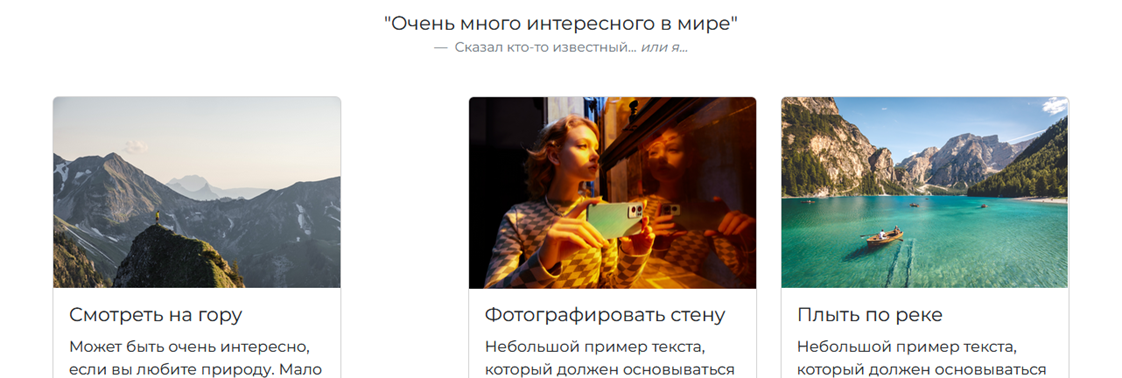 "Очень много интересного в мире"
— Сказал кто-то известный... или я...
Смотреть на гору
Может быть очень интересно,
если вы любите природу. Мало
Фотографировать стену
Небольшой пример текста,
который должен основываться
Плыть по реке
Небольшой пример текста,
который должен основываться